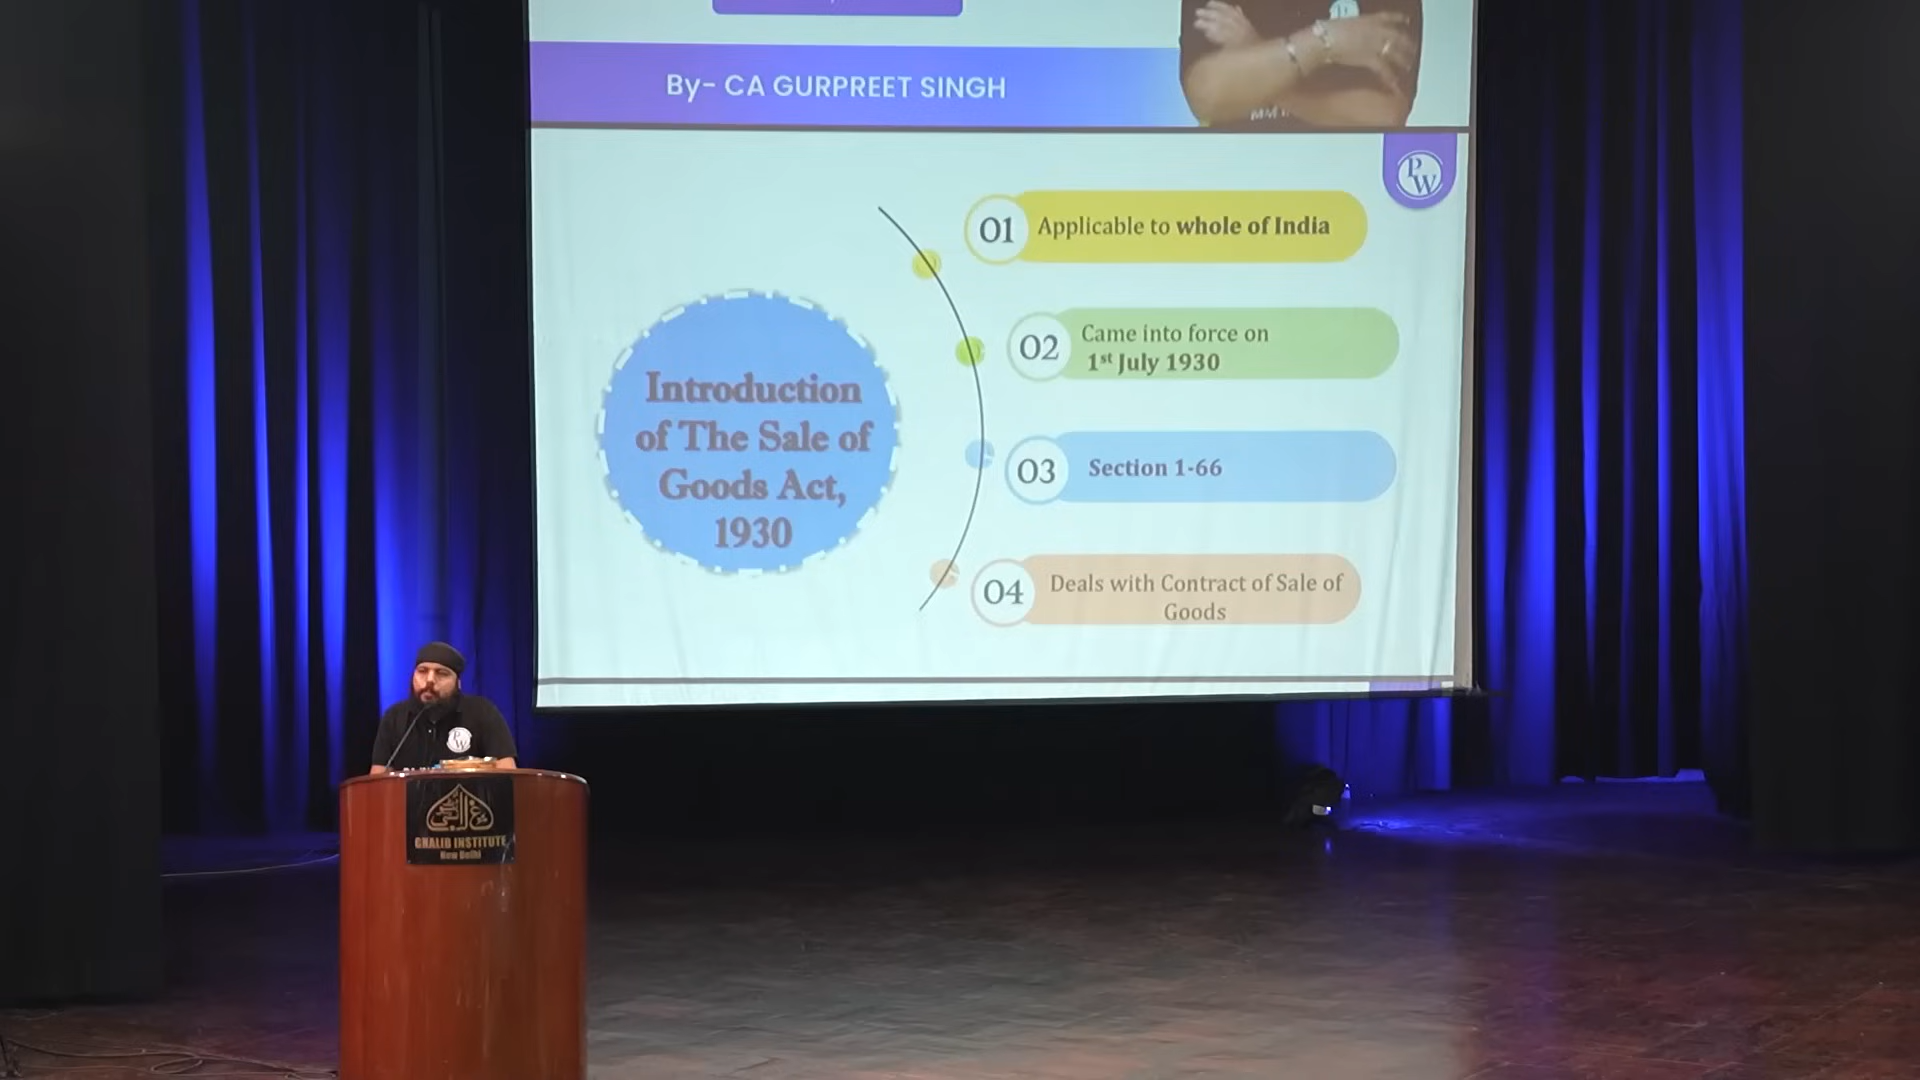 By- CA GURPREET SINGH
PW
01 Applicable to whole of India
02 Came into force on
1st July 1930
Introduction
of The Sale of
Goods Act,
1930
03 Section 1-66
04 Deals with Contract of Sale of
Goods
PW
GHALIB INSTITUTE
New Delhi